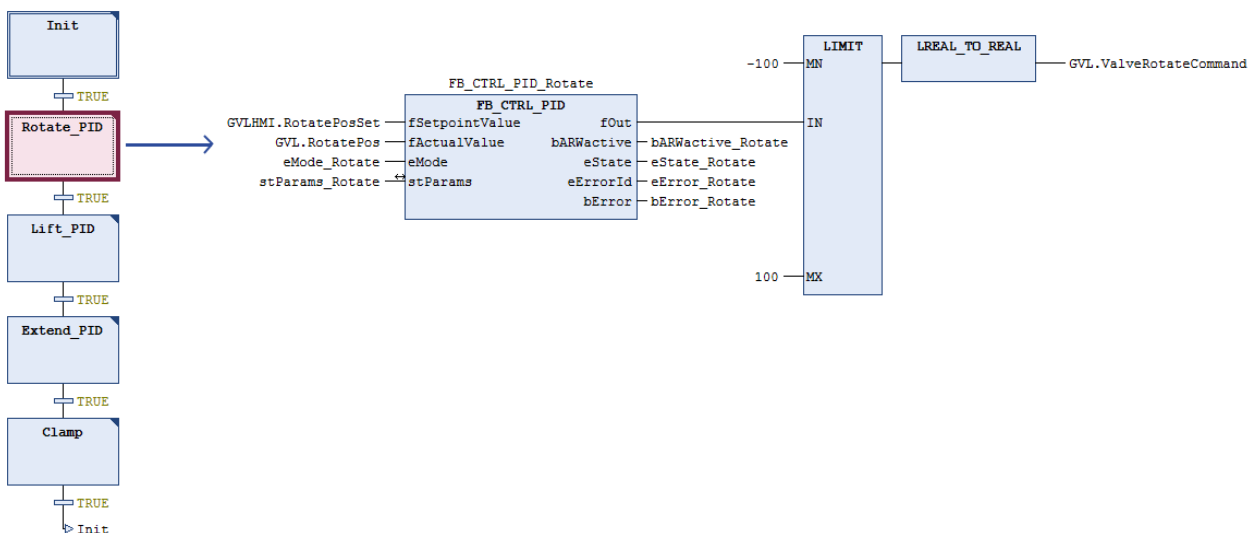 Init
TRUE
Rotate_PID
TRUE
Lift_PID
TRUE
Extend_PID
TRUE
Clamp
TRUE
Init
FB_CTRL_PID_Rotate
FB_CTRL_PID
GVLHMI.RotatePosSet fSetpointValue fOut
GVL.RotatePos fActualValue bARWactive bARWactive_Rotate
eMode_Rotate eMode eState eState_Rotate
stParams_Rotate stParams eErrorId eError_Rotate
bError bError_Rotate
LIMIT
-100 MN
IN
100 MX
LREAL_TO_REAL
GVL.ValveRotateCommand